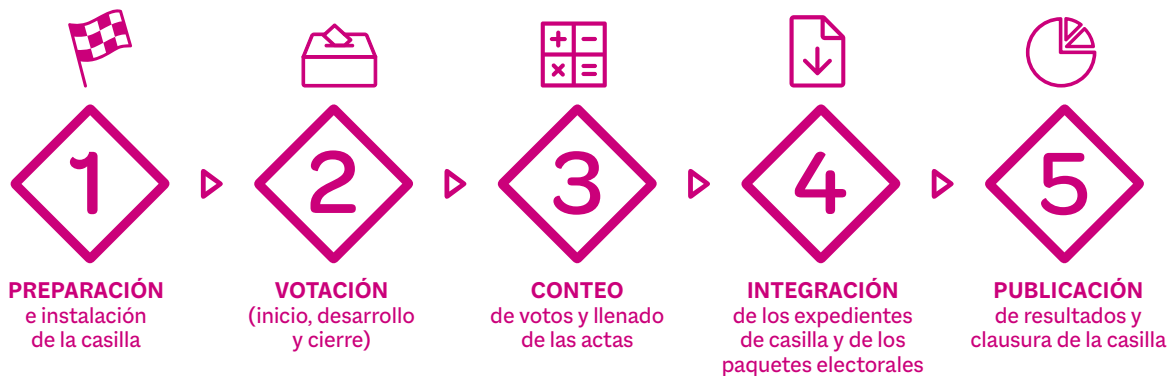 1
PREPARACIÓN
e instalación
de la casilla
2
VOTACIÓN
(inicio, desarrollo
y cierre)
3
CONTEO
de votos y llenado
de las actas
4
INTEGRACIÓN
de los expedientes
de casilla y de los
paquetes electorales
5
PUBLICACIÓN
de resultados y
clausura de la casilla